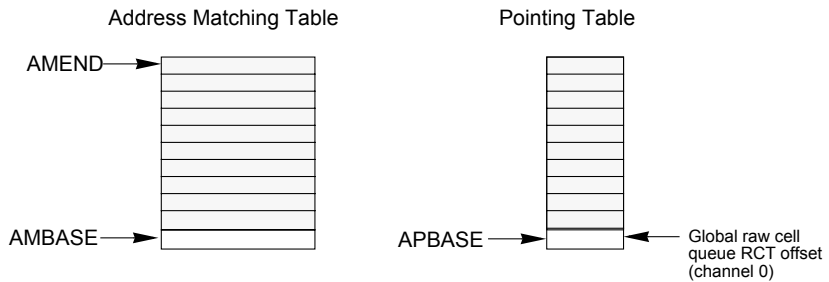 Address Matching Table
Pointing Table
AMEND
AMBASE
APBASE
Global raw cell
queue RCT offset
(channel 0)